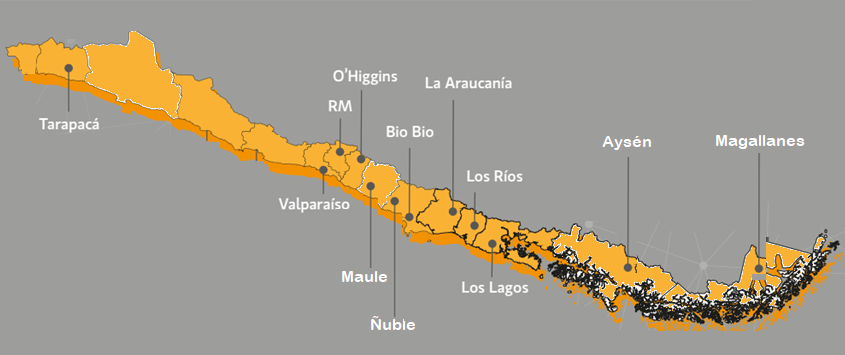 Tarapacá
Valparaíso
RM
O'Higgins
Maule
Ñuble
Bio Bio
La Araucanía
Los Ríos
Los Lagos
Aysén
Magallanes